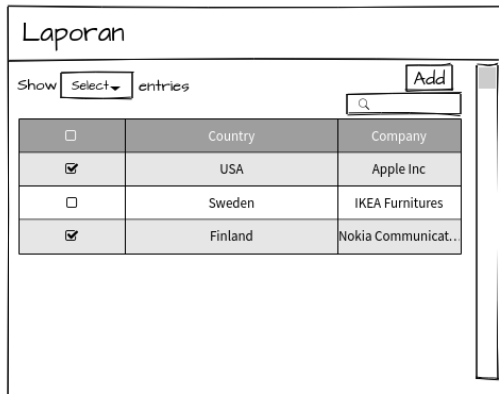 Laporan
Add
Show Select entries
Country Company
USA Apple Inc
Sweden IKEA Furnitures
Finland Nokia Communicat...